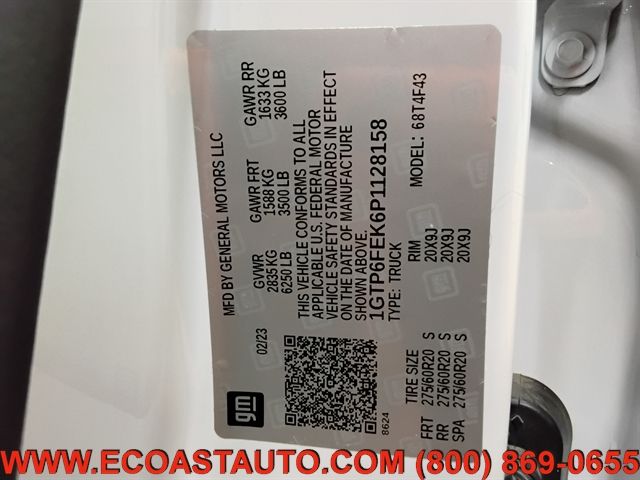 MFD BY GENERAL MOTORS LLC
02/23
GVWR
2835 KG
6250 LB
GAWR FRT
1588 KG
3500 LB
GAWR RR
1633 KG
3600 LB
THIS VEHICLE CONFORMS TO ALL
APPLICABLE U.S. FEDERAL MOTOR
VEHICLE SAFETY STANDARDS IN EFFECT
ON THE DATE OF MANUFACTURE
1GTP6FEK6P1128158
TYPE: TRUCK
MODEL: 68T4F43
TIRE SIZE RIM
FRT 275/60R20 S 20X9J
RR 275/60R20 S 20X9J
SPA 275/60R20 S 20X9J
gm
8624
WWW.ECOASTAUTO.COM (800) 869-0655